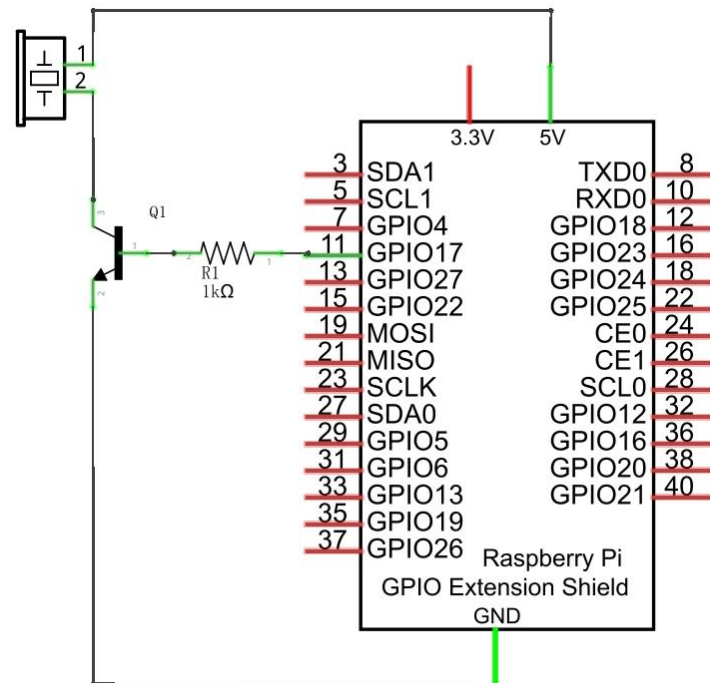 1
2
3.3V 5V
3 SDA1 TXD0 8
5 SCL1 RXD0 10
7 GPIO4 GPIO18 12
3 Q1
11 GPIO17 GPIO23 16
1 2 1
R1
13 GPIO27 GPIO24 18
1kΩ
2
15 GPIO22 GPIO25 22
19 MOSI CE0 24
21 MISO CE1 26
23 SCLK SCL0 28
27 SDA0 GPIO12 32
29 GPIO5 GPIO16 36
31 GPIO6 GPIO20 38
33 GPIO13 GPIO21 40
35 GPIO19
37 GPIO26
Raspberry Pi
GPIO Extension Shield
GND